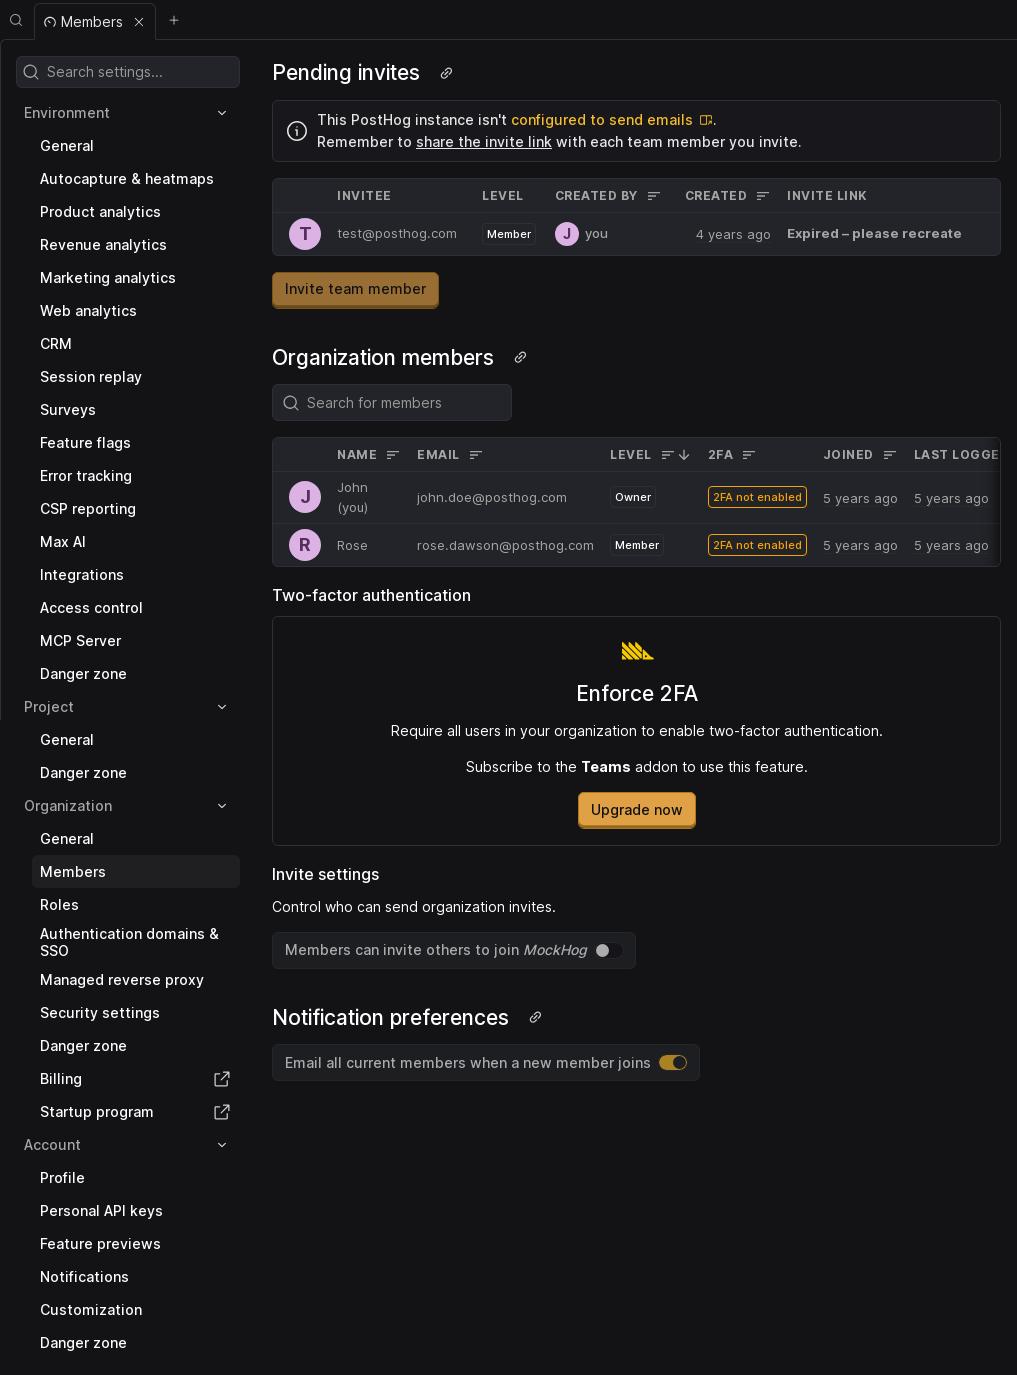 Members
Search settings...
Environment
General
Autocapture & heatmaps
Product analytics
Revenue analytics
Marketing analytics
Web analytics
CRM
Session replay
Surveys
Feature flags
Error tracking
CSP reporting
Max AI
Integrations
Access control
MCP Server
Danger zone
Project
General
Danger zone
Organization
General
Members
Roles
Authentication domains &
SSO
Managed reverse proxy
Security settings
Danger zone
Billing
Startup program
Account
Profile
Personal API keys
Feature previews
Notifications
Customization
Danger zone
Pending invites
This PostHog instance isn't configured to send emails.
Remember to share the invite link with each team member you invite.
INVITEE LEVEL CREATED BY CREATED INVITE LINK
T test@posthog.com Member J you 4 years ago Expired – please recreate
Invite team member
Organization members
Search for members
NAME EMAIL LEVEL 2FA JOINED LAST LOGGE
J John (you) john.doe@posthog.com Owner 2FA not enabled 5 years ago 5 years ago
R Rose rose.dawson@posthog.com Member 2FA not enabled 5 years ago 5 years ago
Two-factor authentication
Enforce 2FA
Require all users in your organization to enable two-factor authentication.
Subscribe to the Teams addon to use this feature.
Upgrade now
Invite settings
Control who can send organization invites.
Members can invite others to join MockHog
Notification preferences
Email all current members when a new member joins